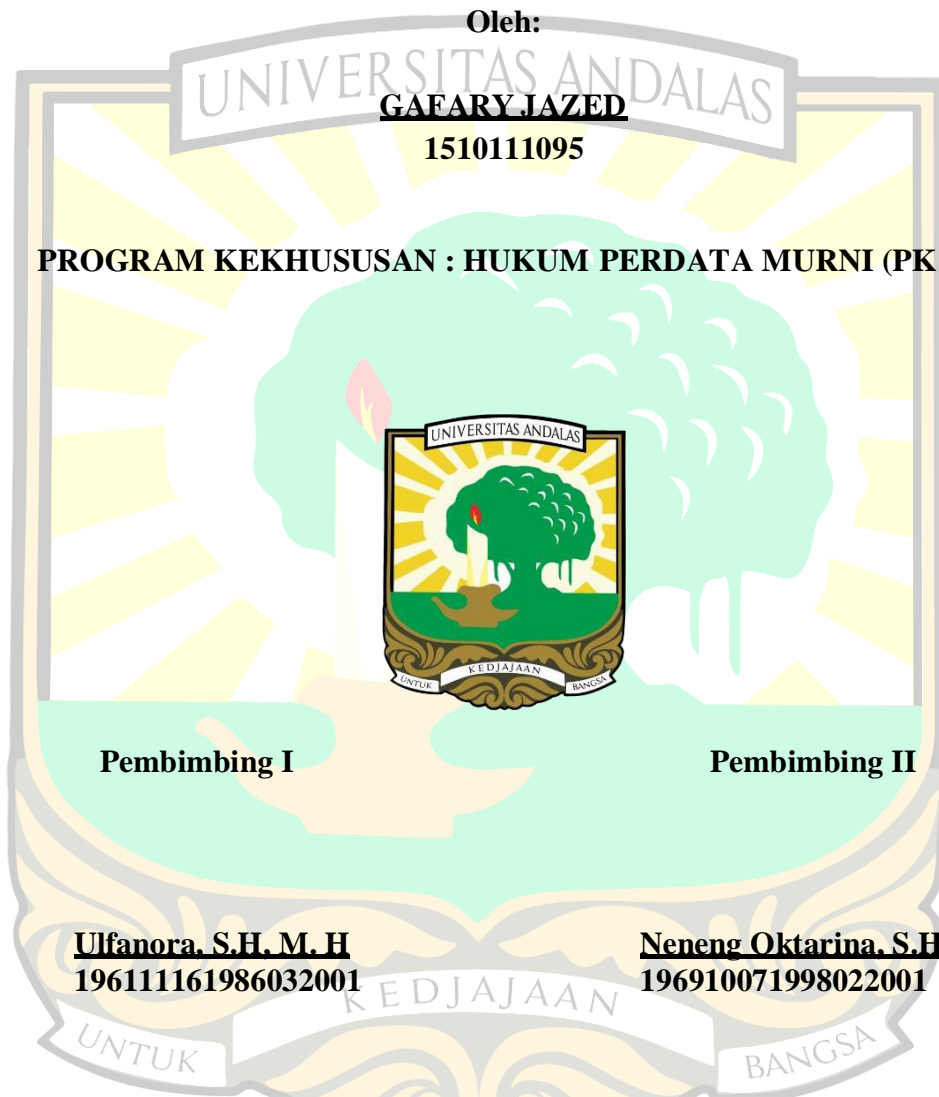 Oleh:
UNIVERSITAS ANDALAS
GAFARY JAZED
1510111095
PROGRAM KEKHUSUSAN : HUKUM PERDATA MURNI (PK
UNIVERSITAS ANDALAS
UNTUK KEDJAJAAN BANGSA
Pembimbing I Pembimbing II
Ulfanora, S.H, M. H Neneng Oktarina, S.H
196111161986032001 196910071998022001
UNTUK KEDJAJAAN BANGSA